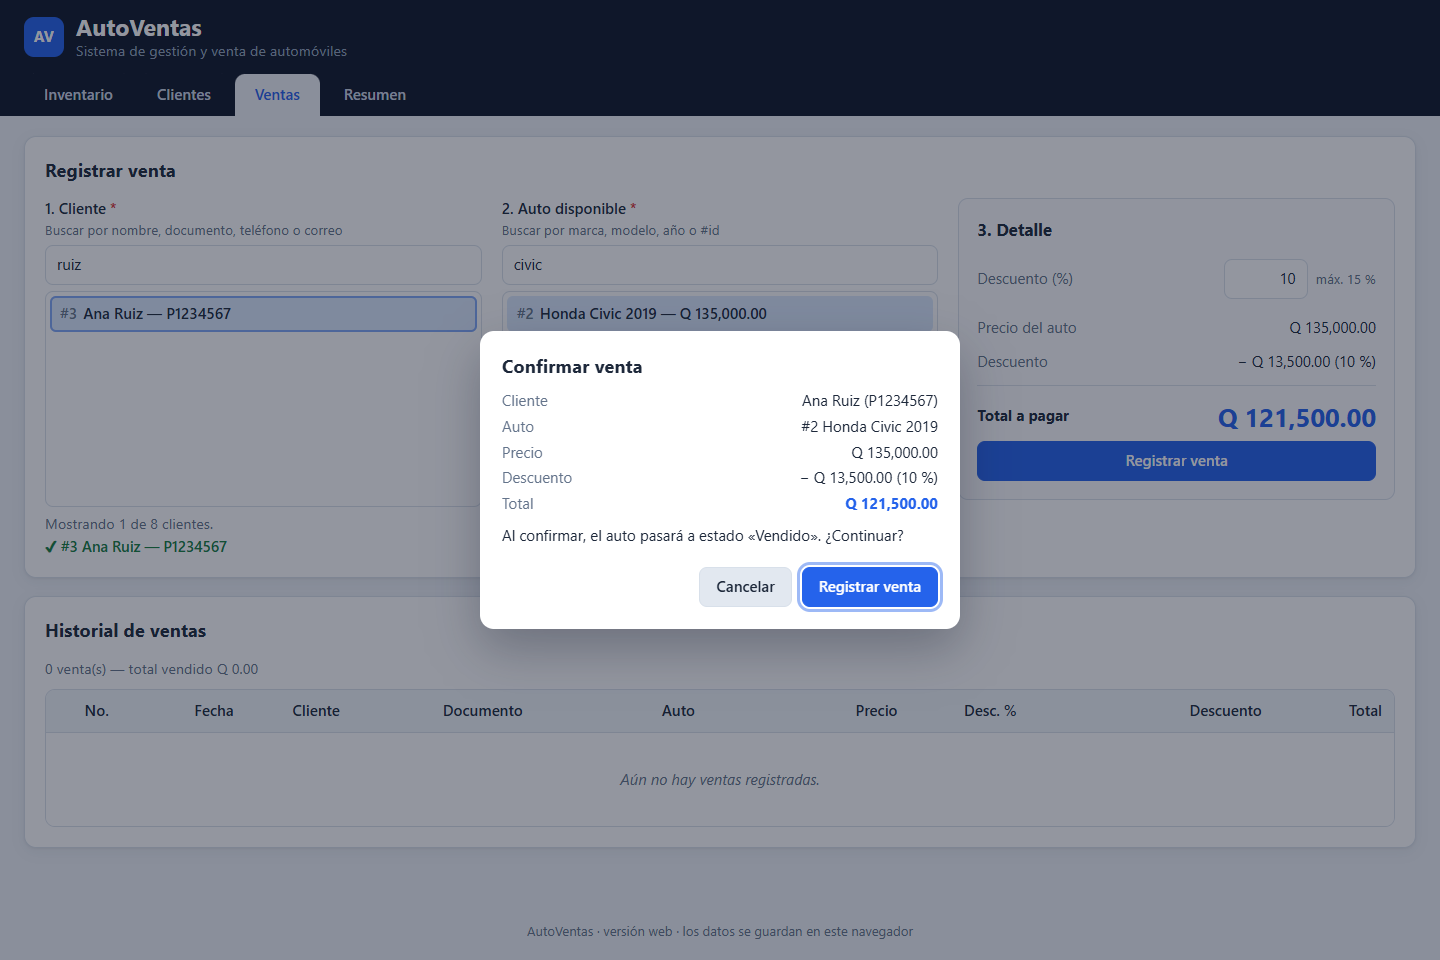 AV
AutoVentas
Sistema de gestión y venta de automóviles
Inventario
Clientes
Ventas
Resumen
Registrar venta
1. Cliente *
Buscar por nombre, documento, teléfono o correo
ruiz
#3 Ana Ruiz — P1234567
Mostrando 1 de 8 clientes.
✔ #3 Ana Ruiz — P1234567
2. Auto disponible *
Buscar por marca, modelo, año o #id
civic
#2 Honda Civic 2019 — Q 135,000.00
3. Detalle
Descuento (%) 10 máx. 15 %
Precio del auto Q 135,000.00
Descuento − Q 13,500.00 (10 %)
Total a pagar Q 121,500.00
Registrar venta
Confirmar venta
Cliente Ana Ruiz (P1234567)
Auto #2 Honda Civic 2019
Precio Q 135,000.00
Descuento − Q 13,500.00 (10 %)
Total Q 121,500.00
Al confirmar, el auto pasará a estado «Vendido». ¿Continuar?
Cancelar
Registrar venta
Historial de ventas
0 venta(s) — total vendido Q 0.00
No. Fecha Cliente Documento Auto Precio Desc. % Descuento Total
Aún no hay ventas registradas.
AutoVentas · versión web · los datos se guardan en este navegador